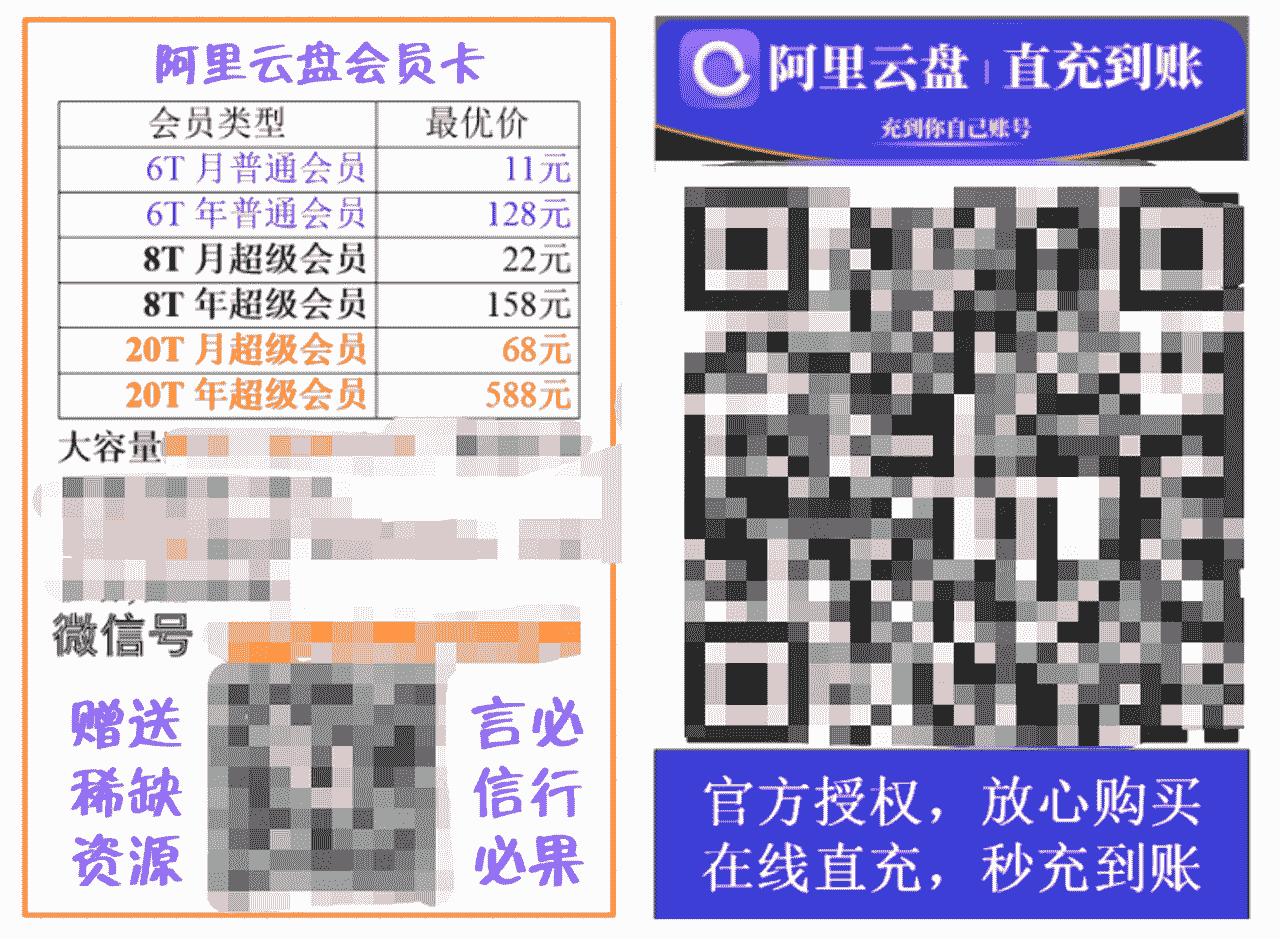 阿里云盘会员卡
会员类型 最优价
6T 月普通会员 11元
6T 年普通会员 128元
8T 月超级会员 22元
8T 年超级会员 158元
20T 月超级会员 68元
20T 年超级会员 588元
大容量
微信号
赠送
稀缺
资源
言必
信行
必果
阿里云盘 | 直充到账
充到你自己账号
官方授权，放心购买
在线直充，秒充到账